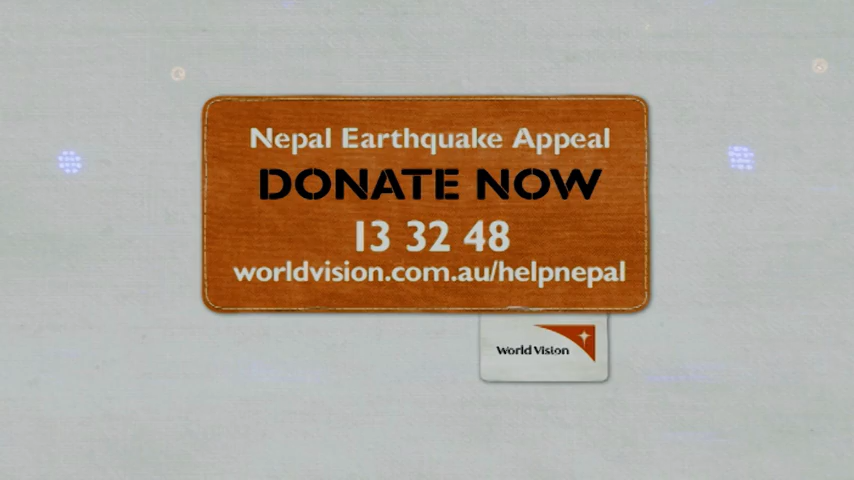 Nepal Earthquake Appeal
DONATE NOW
13 32 48
worldvision.com.au/helpnepal
World Vision